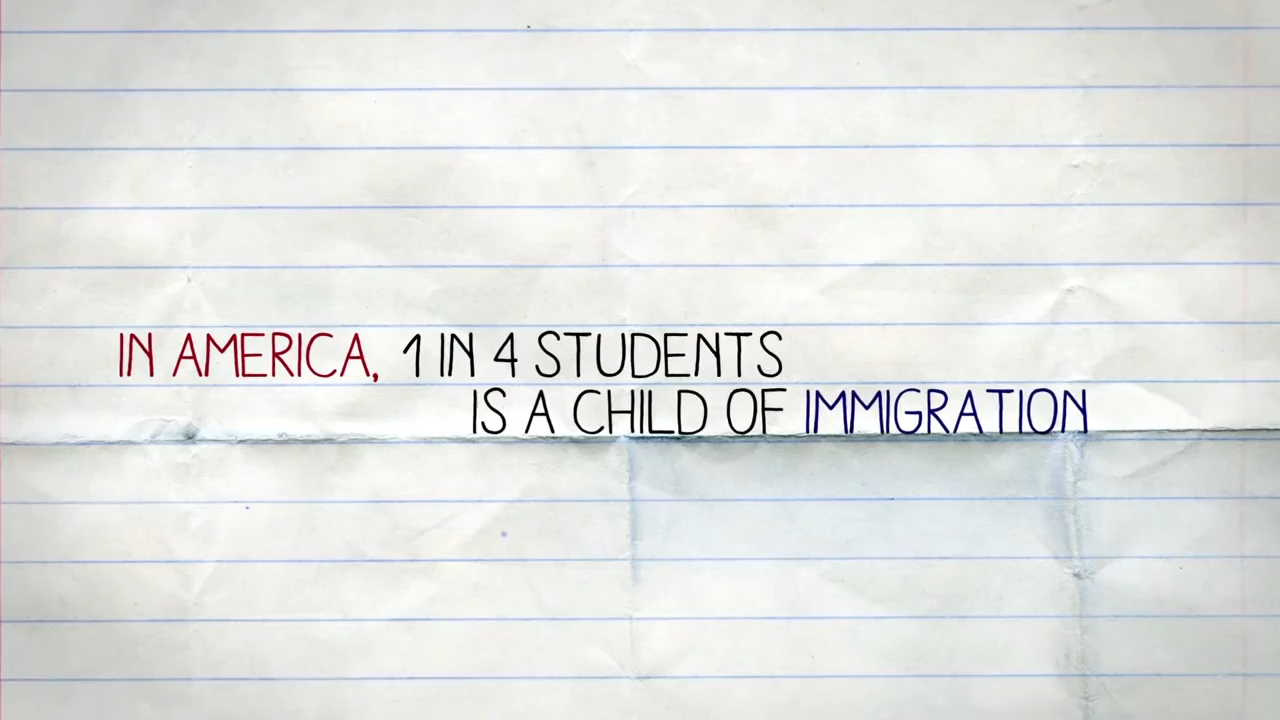 IN AMERICA, 1 IN 4 STUDENTS
IS A CHILD OF IMMIGRATION